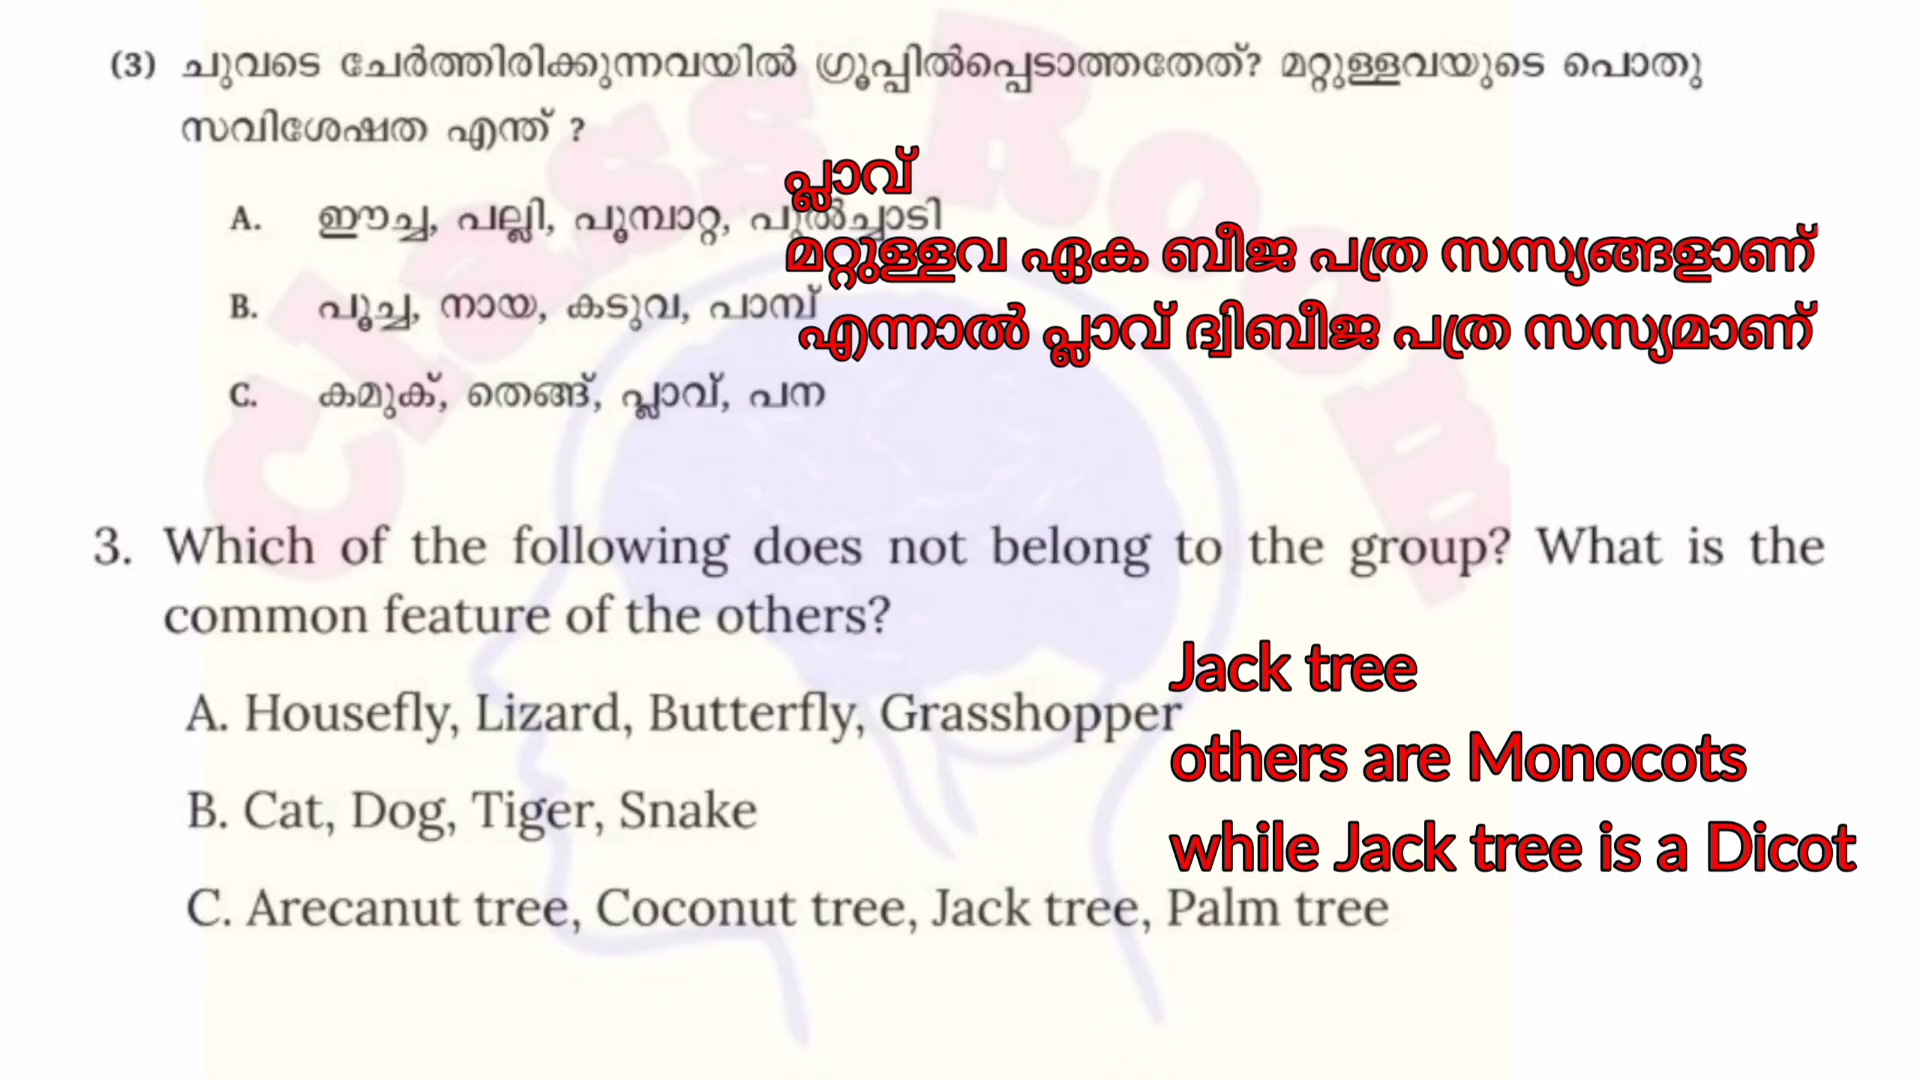 (3) ചുവടെ ചേർത്തിരിക്കുന്നവയിൽ ഗ്രൂപ്പിൽപ്പെടാത്തതേത്? മറ്റുള്ളവയുടെ പൊതു
സവിശേഷത എന്ത് ?
പ്ലാവ്
A. ഈച്ച, പല്ലി, പൂമ്പാറ്റ, പുൽച്ചാടി
മറ്റുള്ളവ ഏക ബീജ പത്ര സസ്യങ്ങളാണ്
B. പൂച്ച, നായ, കടുവ, പാമ്പ്
എന്നാൽ പ്ലാവ് ദ്വിബീജ പത്ര സസ്യമാണ്
C. കമുക്, തെങ്ങ്, പ്ലാവ്, പന
Class Room
3. Which of the following does not belong to the group? What is the
common feature of the others?
Jack tree
A. Housefly, Lizard, Butterfly, Grasshopper
others are Monocots
B. Cat, Dog, Tiger, Snake
while Jack tree is a Dicot
C. Arecanut tree, Coconut tree, Jack tree, Palm tree